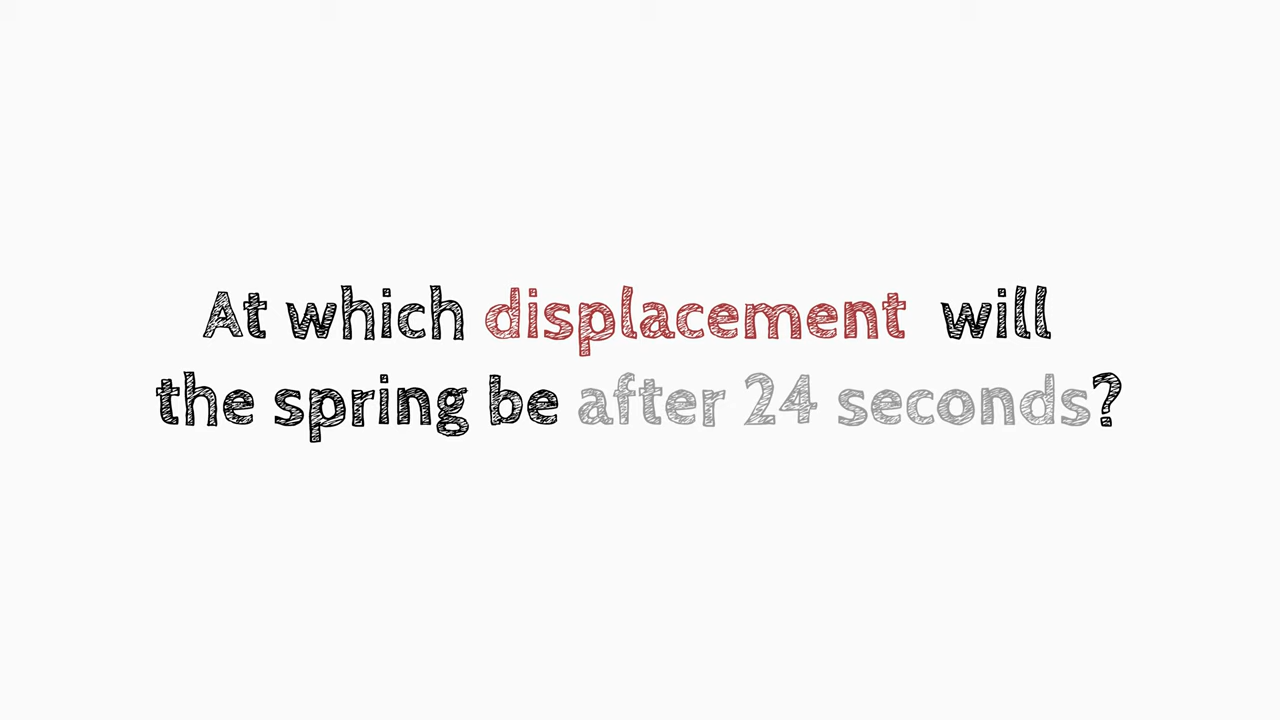 At which displacement will
the spring be after 24 seconds?